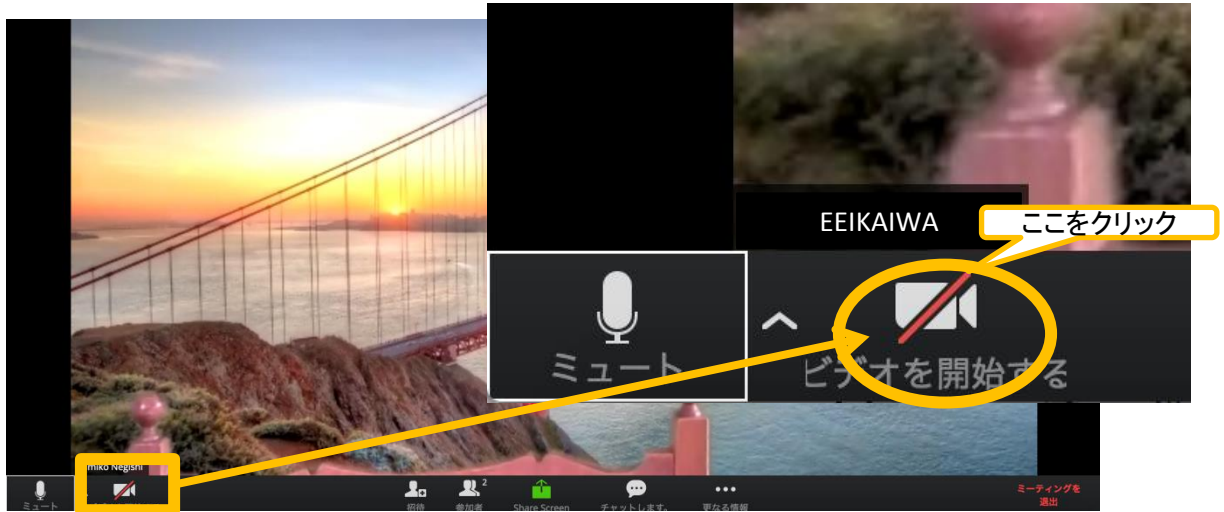 EEIKAIWA
ここをクリック
ミュート
ビデオを開始する
miko Negishi
ミュート
招待
参加者
2
Share Screen
チャットします。
更なる情報
ミーティングを
退出